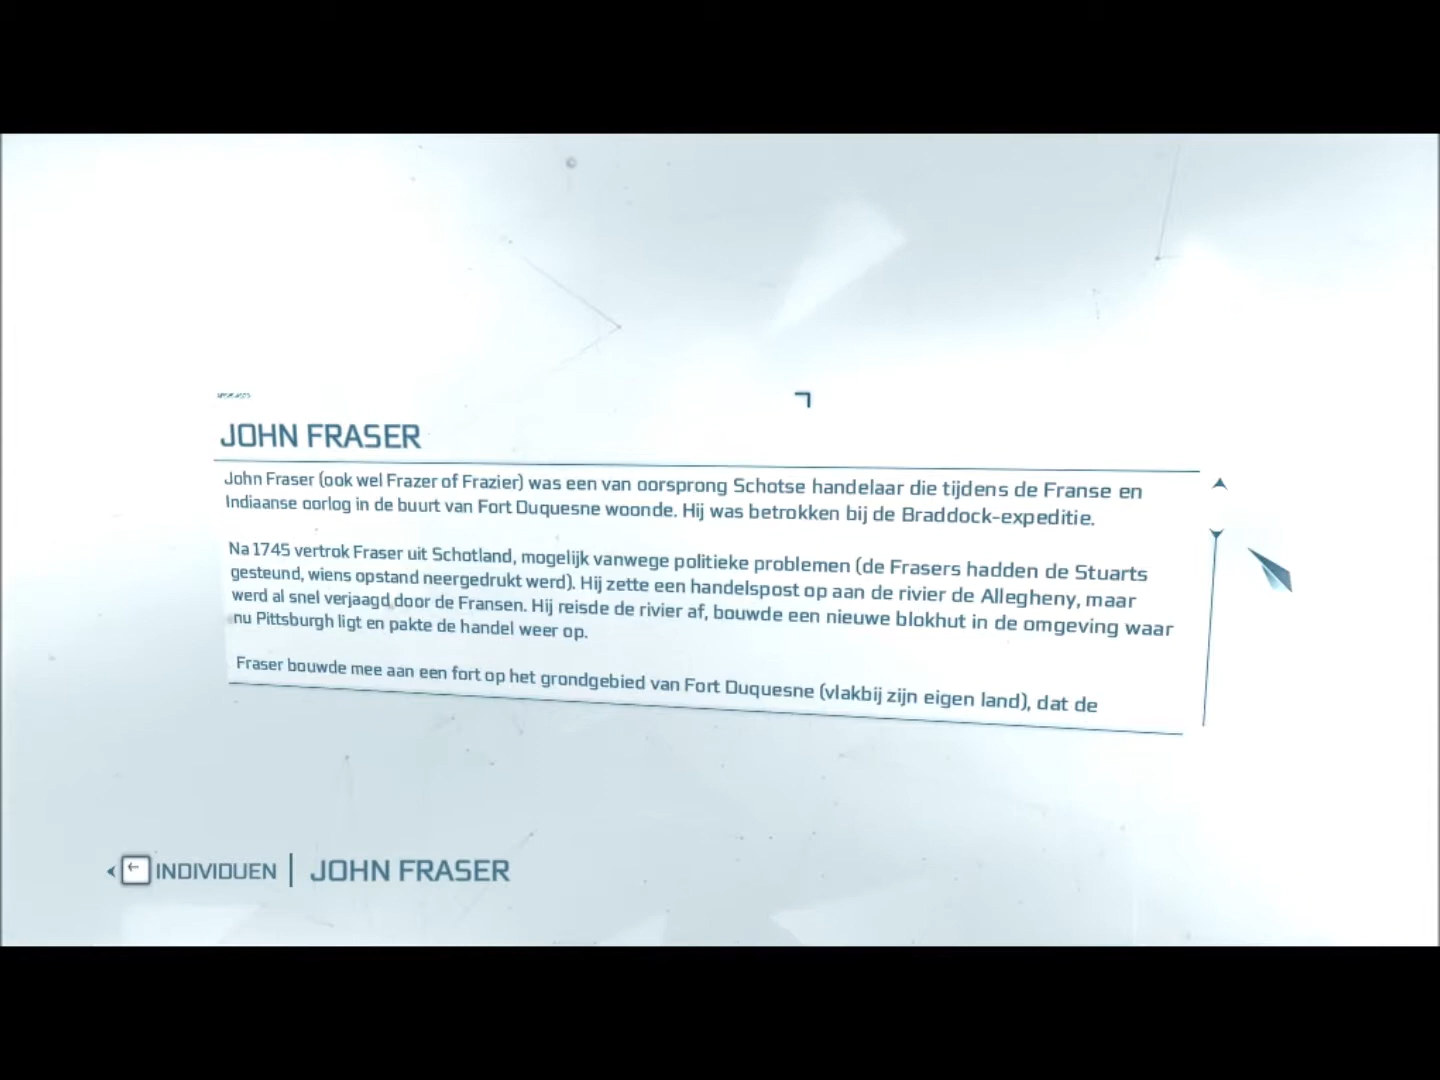 JOHN FRASER
John Fraser (ook wel Frazer of Frazier) was een van oorsprong Schotse handelaar die tijdens de Franse en
Indiaanse oorlog in de buurt van Fort Duquesne woonde. Hij was betrokken bij de Braddock-expeditie.
Na 1745 vertrok Fraser uit Schotland, mogelijk vanwege politieke problemen (de Frasers hadden de Stuarts
gesteund, wiens opstand neergedrukt werd). Hij zette een handelspost op aan de rivier de Allegheny, maar
werd al snel verjaagd door de Fransen. Hij reisde de rivier af, bouwde een nieuwe blokhut in de omgeving waar
nu Pittsburgh ligt en pakte de handel weer op.
Fraser bouwde mee aan een fort op het grondgebied van Fort Duquesne (vlakbij zijn eigen land), dat de
INDIVIDUEN | JOHN FRASER